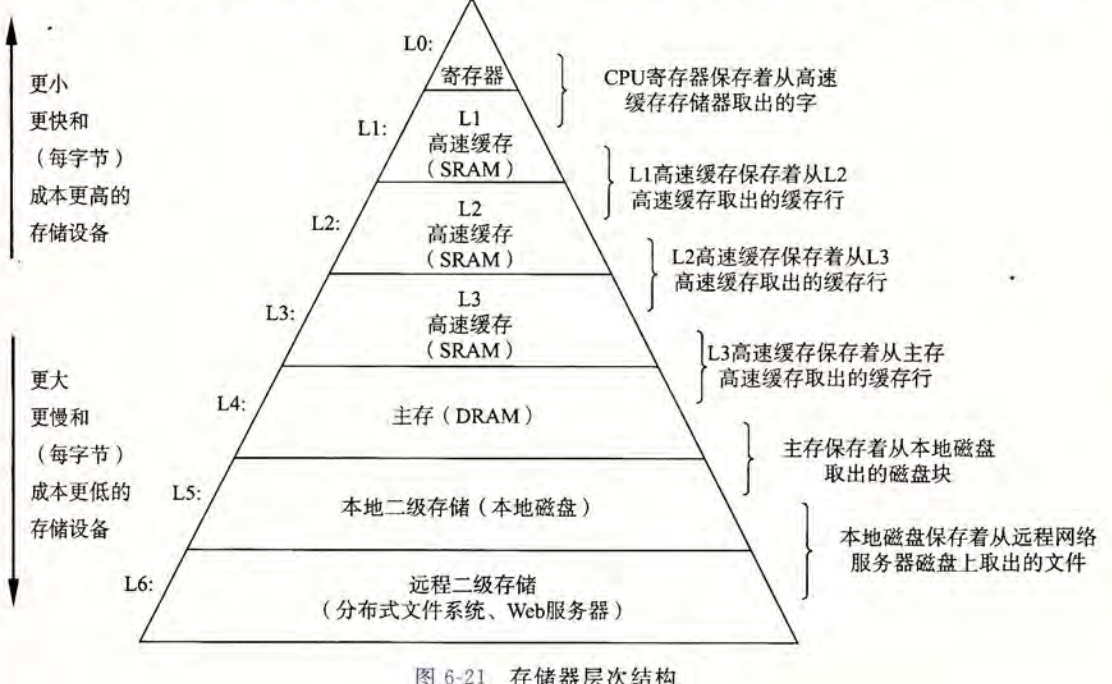 更小
更快和
（每字节）
成本更高的
存储设备
更大
更慢和
（每字节）
成本更低的
存储设备
L0:
寄存器
CPU寄存器保存着从高速
缓存存储器取出的字
L1:
L1
高速缓存
（SRAM）
L1高速缓存保存着从L2
高速缓存取出的缓存行
L2:
L2
高速缓存
（SRAM）
L2高速缓存保存着从L3
高速缓存取出的缓存行
L3:
L3
高速缓存
（SRAM）
L3高速缓存保存着从主存
高速缓存取出的缓存行
L4:
主存（DRAM）
主存保存着从本地磁盘
取出的磁盘块
L5:
本地二级存储（本地磁盘）
本地磁盘保存着从远程网络
服务器磁盘上取出的文件
L6:
远程二级存储
（分布式文件系统、Web服务器）
图 6-21 存储器层次结构